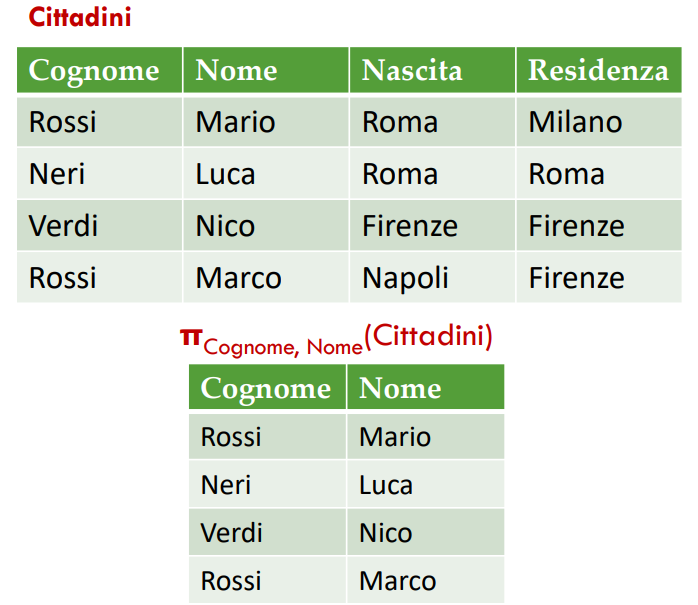 Cittadini
Cognome Nome Nascita Residenza
Rossi Mario Roma Milano
Neri Luca Roma Roma
Verdi Nico Firenze Firenze
Rossi Marco Napoli Firenze
π Cognome, Nome(Cittadini)
Cognome Nome
Rossi Mario
Neri Luca
Verdi Nico
Rossi Marco